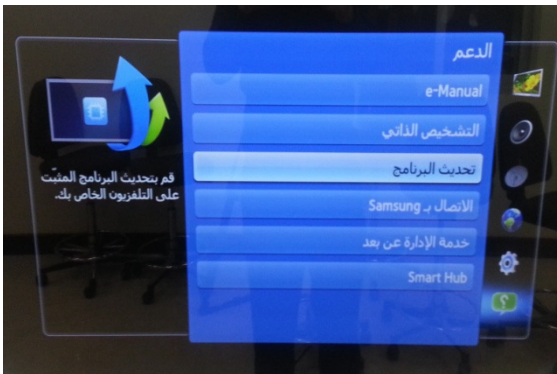 الدعم
e-Manual
التشخيص الذاتي
تحديث البرنامج
الاتصال بـ Samsung
خدمة الإدارة عن بعد
Smart Hub
قم بتحديث البرنامج المثبّت
على التلفزيون الخاص بك.